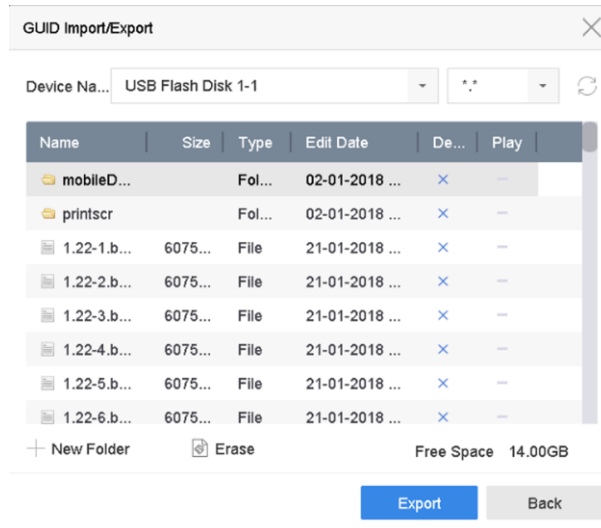 GUID Import/Export
Device Na... USB Flash Disk 1-1 *.*
Name Size Type Edit Date De... Play
mobileD... Fol... 02-01-2018 ...
printscr Fol... 02-01-2018 ...
1.22-1.b... 6075... File 21-01-2018 ...
1.22-2.b... 6075... File 21-01-2018 ...
1.22-3.b... 6075... File 21-01-2018 ...
1.22-4.b... 6075... File 21-01-2018 ...
1.22-5.b... 6075... File 21-01-2018 ...
1.22-6.b... 6075... File 21-01-2018 ...
New Folder Erase Free Space 14.00GB
Export Back